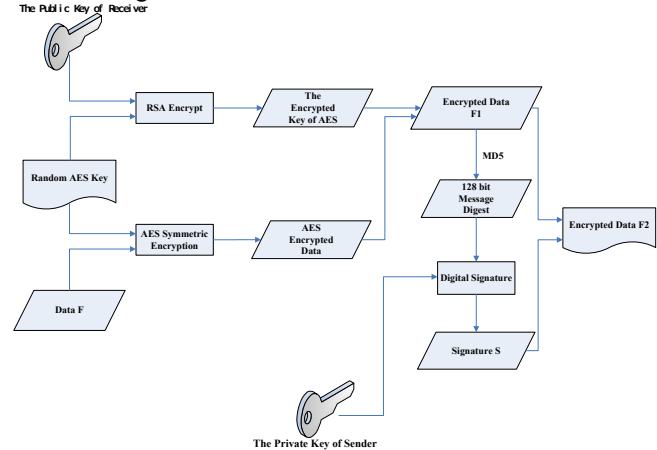 The Public Key of Receiver
RSA Encrypt
The
Encrypted
Key of AES
Encrypted Data
F1
MD5
Random AES Key
128 bit
Message
Digest
AES Symmetric
Encryption
AES
Encrypted
Data
Encrypted Data F2
Digital Signature
Data F
Signature S
The Private Key of Sender